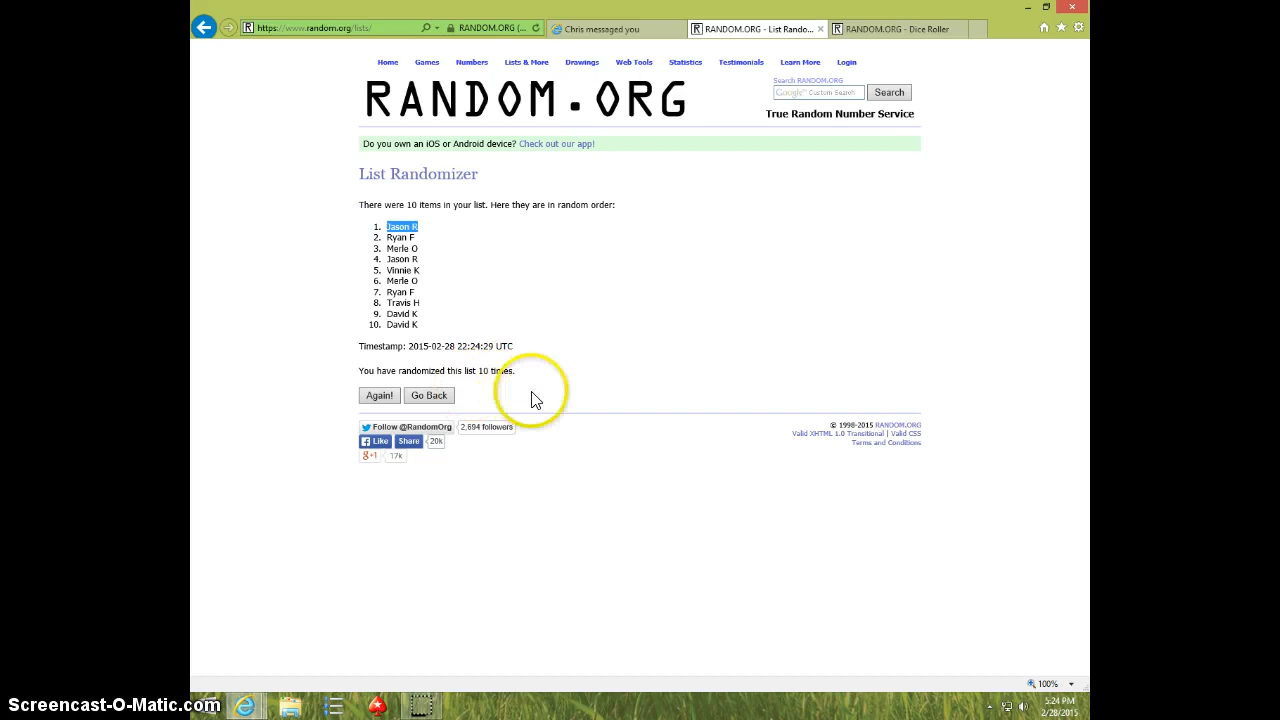 https://www.random.org/lists/
RANDOM.ORG (...
Chris messaged you
RANDOM.ORG - List Rando...
RANDOM.ORG - Dice Roller
Home Games Numbers Lists & More Drawings Web Tools Statistics Testimonials Learn More Login
RANDOM.ORG
Search RANDOM.ORG
Google™ Custom Search
Search
True Random Number Service
Do you own an iOS or Android device? Check out our app!
List Randomizer
There were 10 items in your list. Here they are in random order:
1. Jason R
2. Ryan F
3. Merle O
4. Jason R
5. Vinnie K
6. Merle O
7. Ryan F
8. Travis H
9. David K
10. David K
Timestamp: 2015-02-28 22:24:29 UTC
You have randomized this list 10 times.
Again! Go Back
Follow @RandomOrg 2,694 followers
Like Share 20k
g+1 17k
© 1998-2015 RANDOM.ORG
Valid XHTML 1.0 Transitional | Valid CSS
Terms and Conditions
100%
5:24 PM
2/28/2015
Screencast-O-Matic.com